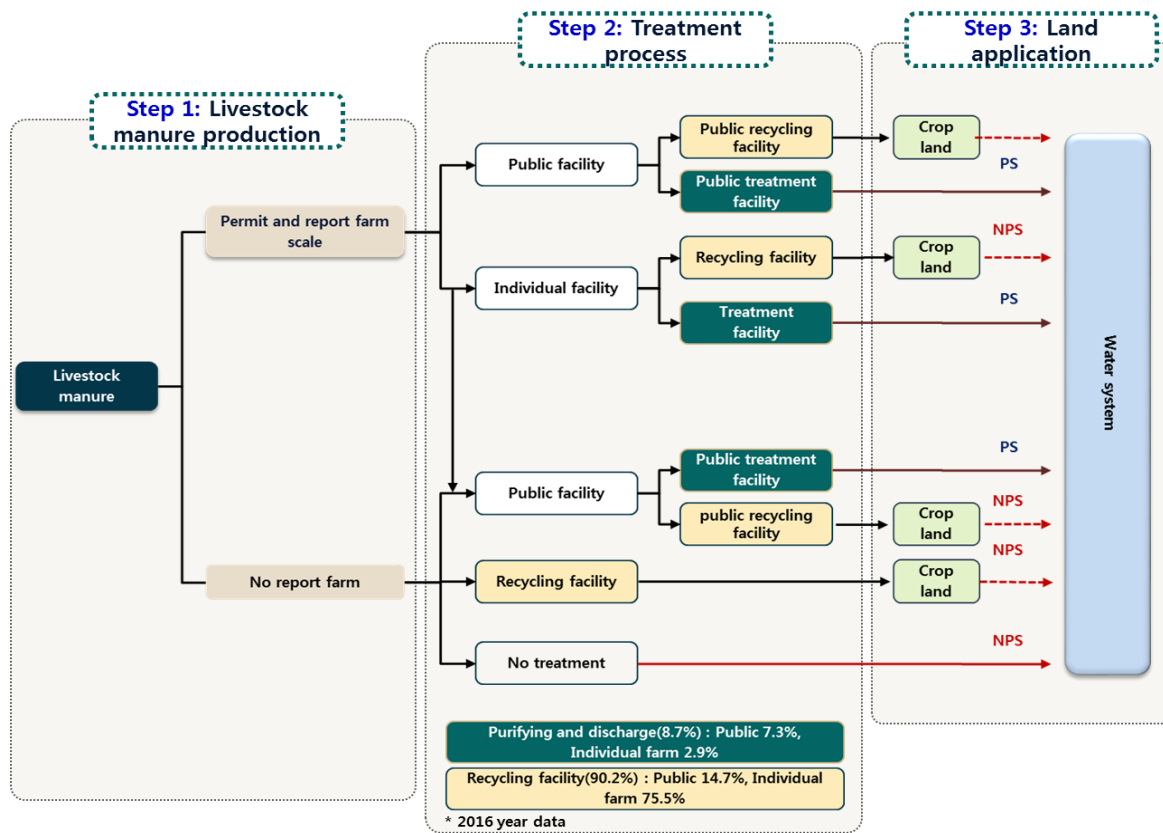 Step 1: Livestock
manure production
Step 2: Treatment
process
Step 3: Land
application
Livestock
manure
Permit and report farm
scale
No report farm
Public facility
Individual facility
Public recycling
facility
Public treatment
facility
Recycling facility
Treatment
facility
Public facility
Public treatment
facility
public recycling
facility
Recycling facility
No treatment
Crop
land
PS
NPS
Crop
land
PS
PS
NPS
Crop
land
NPS
Crop
land
NPS
Water system
Purifying and discharge(8.7%) : Public 7.3%,
Individual farm 2.9%
Recycling facility(90.2%) : Public 14.7%, Individual
farm 75.5%
* 2016 year data